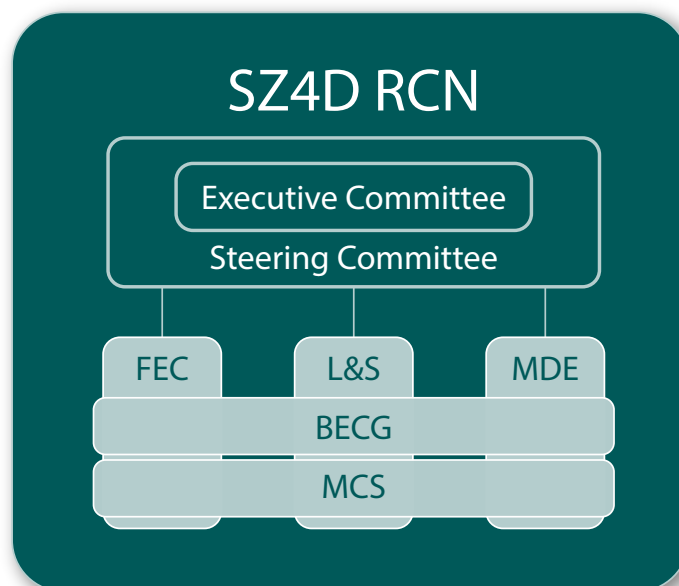 SZ4D RCN
Executive Committee
Steering Committee
FEC L&S MDE
BECG
MCS